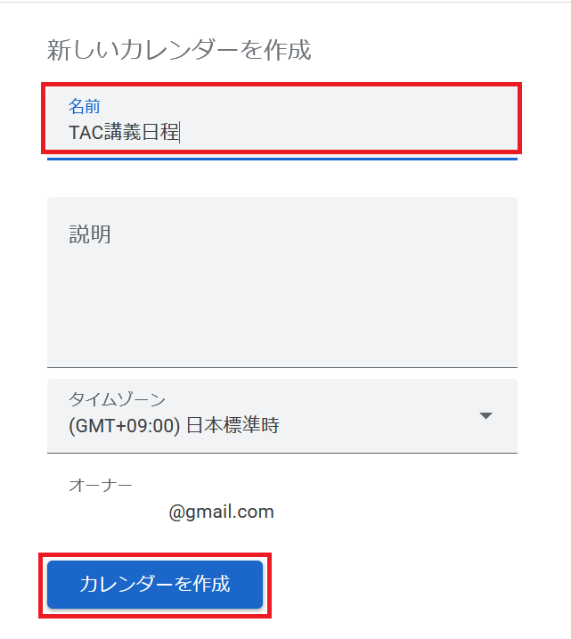 新しいカレンダーを作成
名前
TAC講義日程
説明
タイムゾーン
(GMT+09:00) 日本標準時
オーナー
@gmail.com
カレンダーを作成